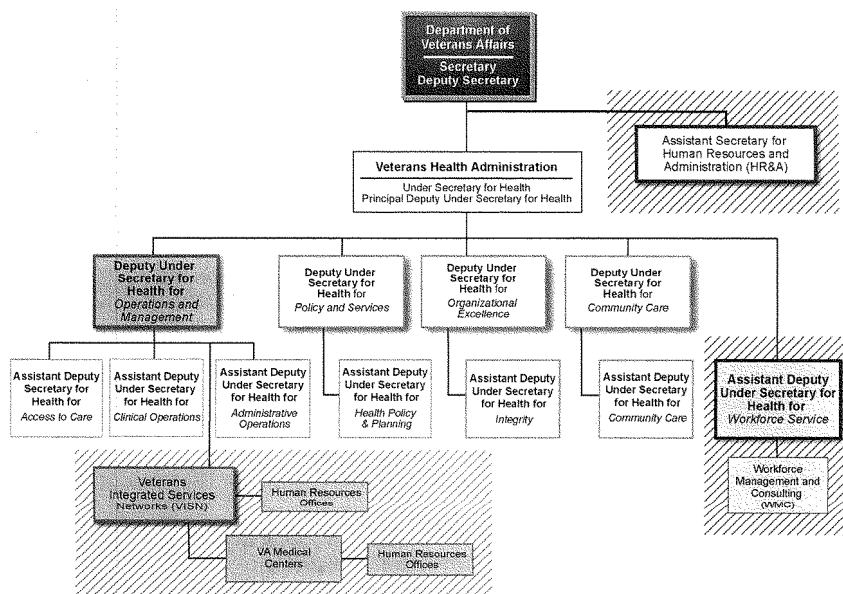 Department of
Veterans Affairs
Secretary
Deputy Secretary
Assistant Secretary for
Human Resources and
Administration (HR&A)
Veterans Health Administration
Under Secretary for Health
Principal Deputy Under Secretary for Health
Deputy Under
Secretary for
Health for
Operations and
Management
Deputy Under
Secretary for
Health for
Policy and Services
Deputy Under
Secretary for
Health for
Organizational
Excellence
Deputy Under
Secretary for
Health for
Community Care
Assistant Deputy
Secretary for
Health for
Access to Care
Assistant Deputy
Under Secretary for
Health for
Clinical Operations
Assistant Deputy
Under Secretary for
Health for
Administrative
Operations
Assistant Deputy
Under Secretary for
Health for
Health Policy
& Planning
Assistant Deputy
Under Secretary for
Health for
Integrity
Assistant Deputy
Under Secretary for
Health for
Community Care
Assistant Deputy
Under Secretary for
Health for
Workforce Service
Workforce
Management and
Consulting
(WMC)
Veterans
Integrated Services
Networks (VISN)
Human Resources
Offices
VA Medical
Centers
Human Resources
Offices